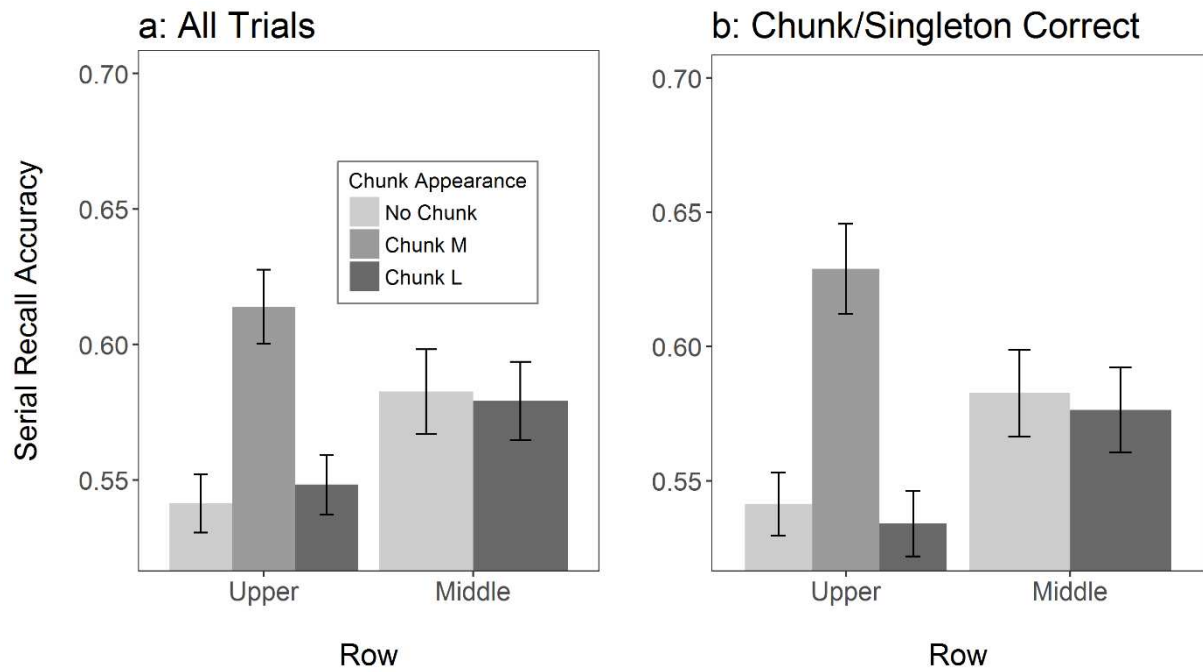 a: All Trials
0.70
0.65
0.60
0.55
Serial Recall Accuracy
Chunk Appearance
No Chunk
Chunk M
Chunk L
Upper Middle
Row
b: Chunk/Singleton Correct
0.70
0.65
0.60
0.55
Upper Middle
Row